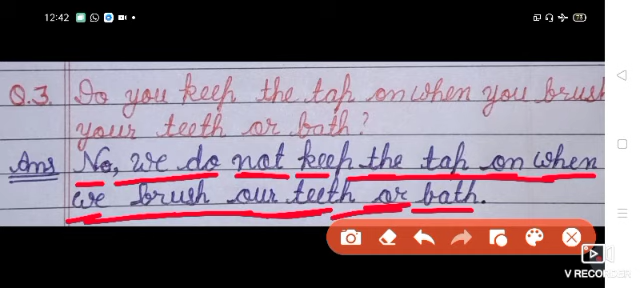 12:42
73
Q.3. Do you keep the tap on when you brush
your teeth or bath?
Ans No, we do not keep the tap on when
we brush our teeth or bath.
V RECORDER